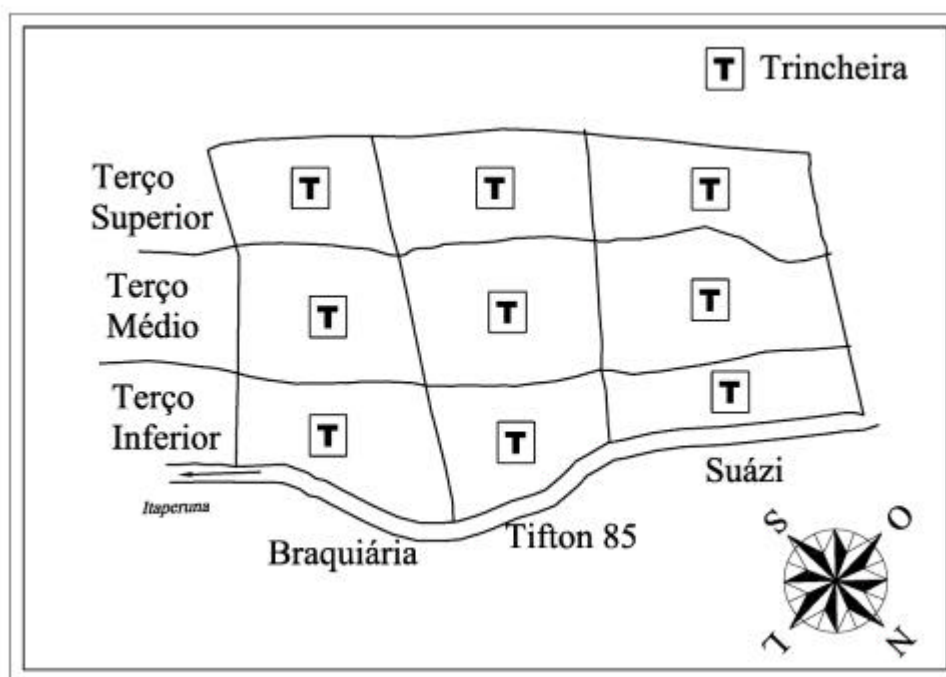 T Trincheira
Terço
Superior
T T T
Terço
Médio
T T T
Terço
Inferior
T T T
Itaperuna
Braquiária
Tifton 85
Suázi
S O
L N